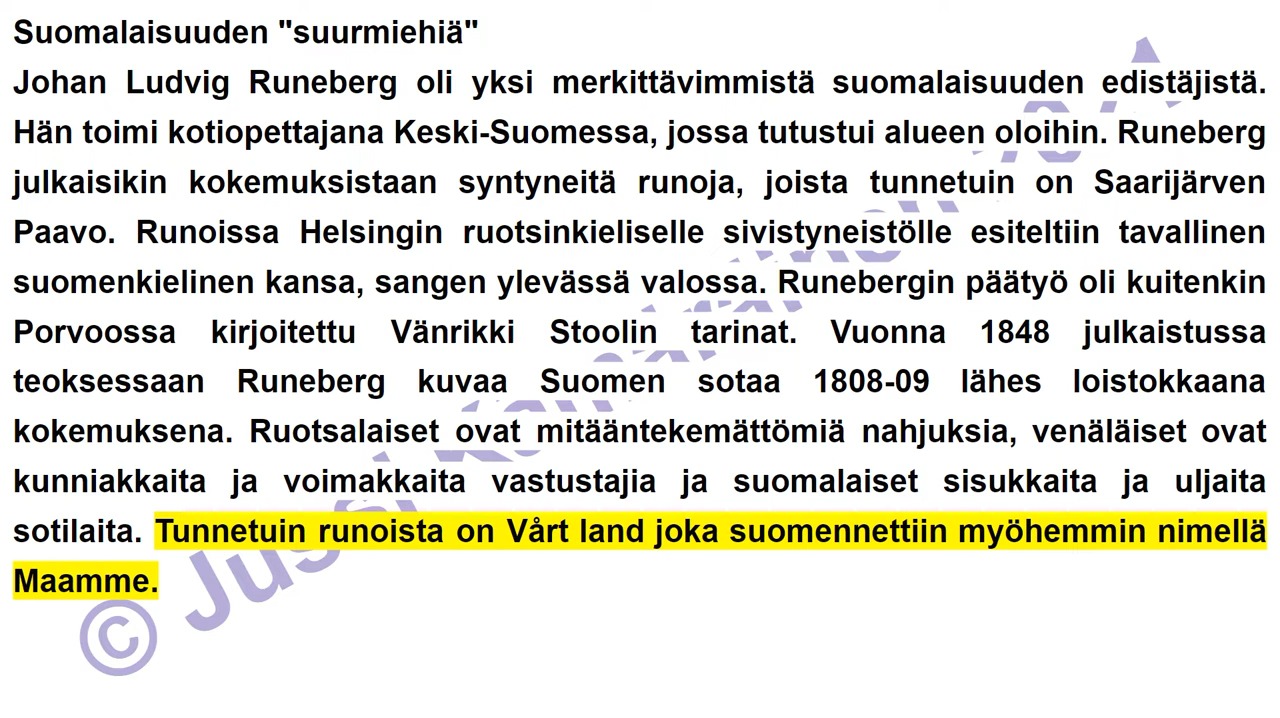 Suomalaisuuden "suurmiehiä"
Johan Ludvig Runeberg oli yksi merkittävimmistä suomalaisuuden edistäjistä.
Hän toimi kotiopettajana Keski-Suomessa, jossa tutustui alueen oloihin. Runeberg
julkaisikin kokemuksistaan syntyneitä runoja, joista tunnetuin on Saarijärven
Paavo. Runoissa Helsingin ruotsinkieliselle sivistyneistölle esiteltiin tavallinen
suomenkielinen kansa, sangen ylevässä valossa. Runebergin päätyö oli kuitenkin
Porvoossa kirjoitettu Vänrikki Stoolin tarinat. Vuonna 1848 julkaistussa
teoksessaan Runeberg kuvaa Suomen sotaa 1808-09 lähes loistokkaana
kokemuksena. Ruotsalaiset ovat mitääntekemättömiä nahjuksia, venäläiset ovat
kunniakkaita ja voimakkaita vastustajia ja suomalaiset sisukkaita ja uljaita
sotilaita. Tunnetuin runoista on Vårt land joka suomennettiin myöhemmin nimellä
Maamme.
© Jussi